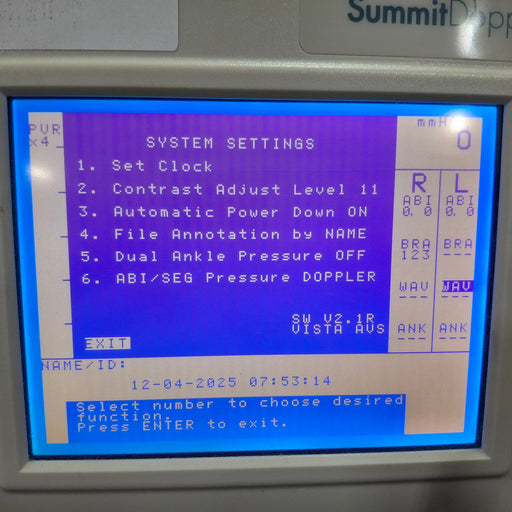 SummitDopp
PVR
x4
mmH
0
SYSTEM SETTINGS
1. Set Clock
2. Contrast Adjust Level 11
3. Automatic Power Down ON
4. File Annotation by NAME
5. Dual Ankle Pressure OFF
6. ABI/SEG Pressure DOPPLER
SW V2.1R
VISTA AVS
EXIT
R L
ABI ABI
0.0 0.0
BRA BRA
123 ---
WAV WAV
--- ---
ANK ANK
--- ---
NAME/ID:
12-04-2025 07:53:14
Select number to choose desired
function.
Press ENTER to exit.